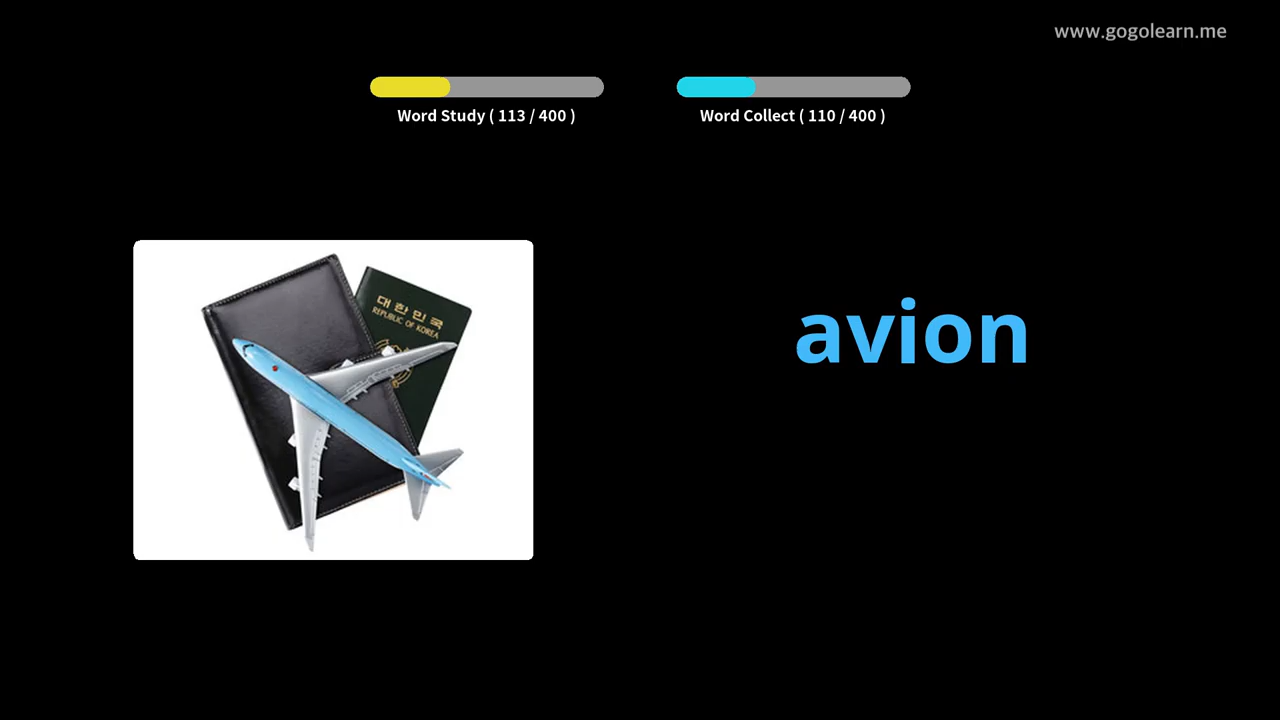 www.gogolearn.me
Word Study ( 113 / 400 )
Word Collect ( 110 / 400 )
대한민국
REPUBLIC OF KOREA
avion